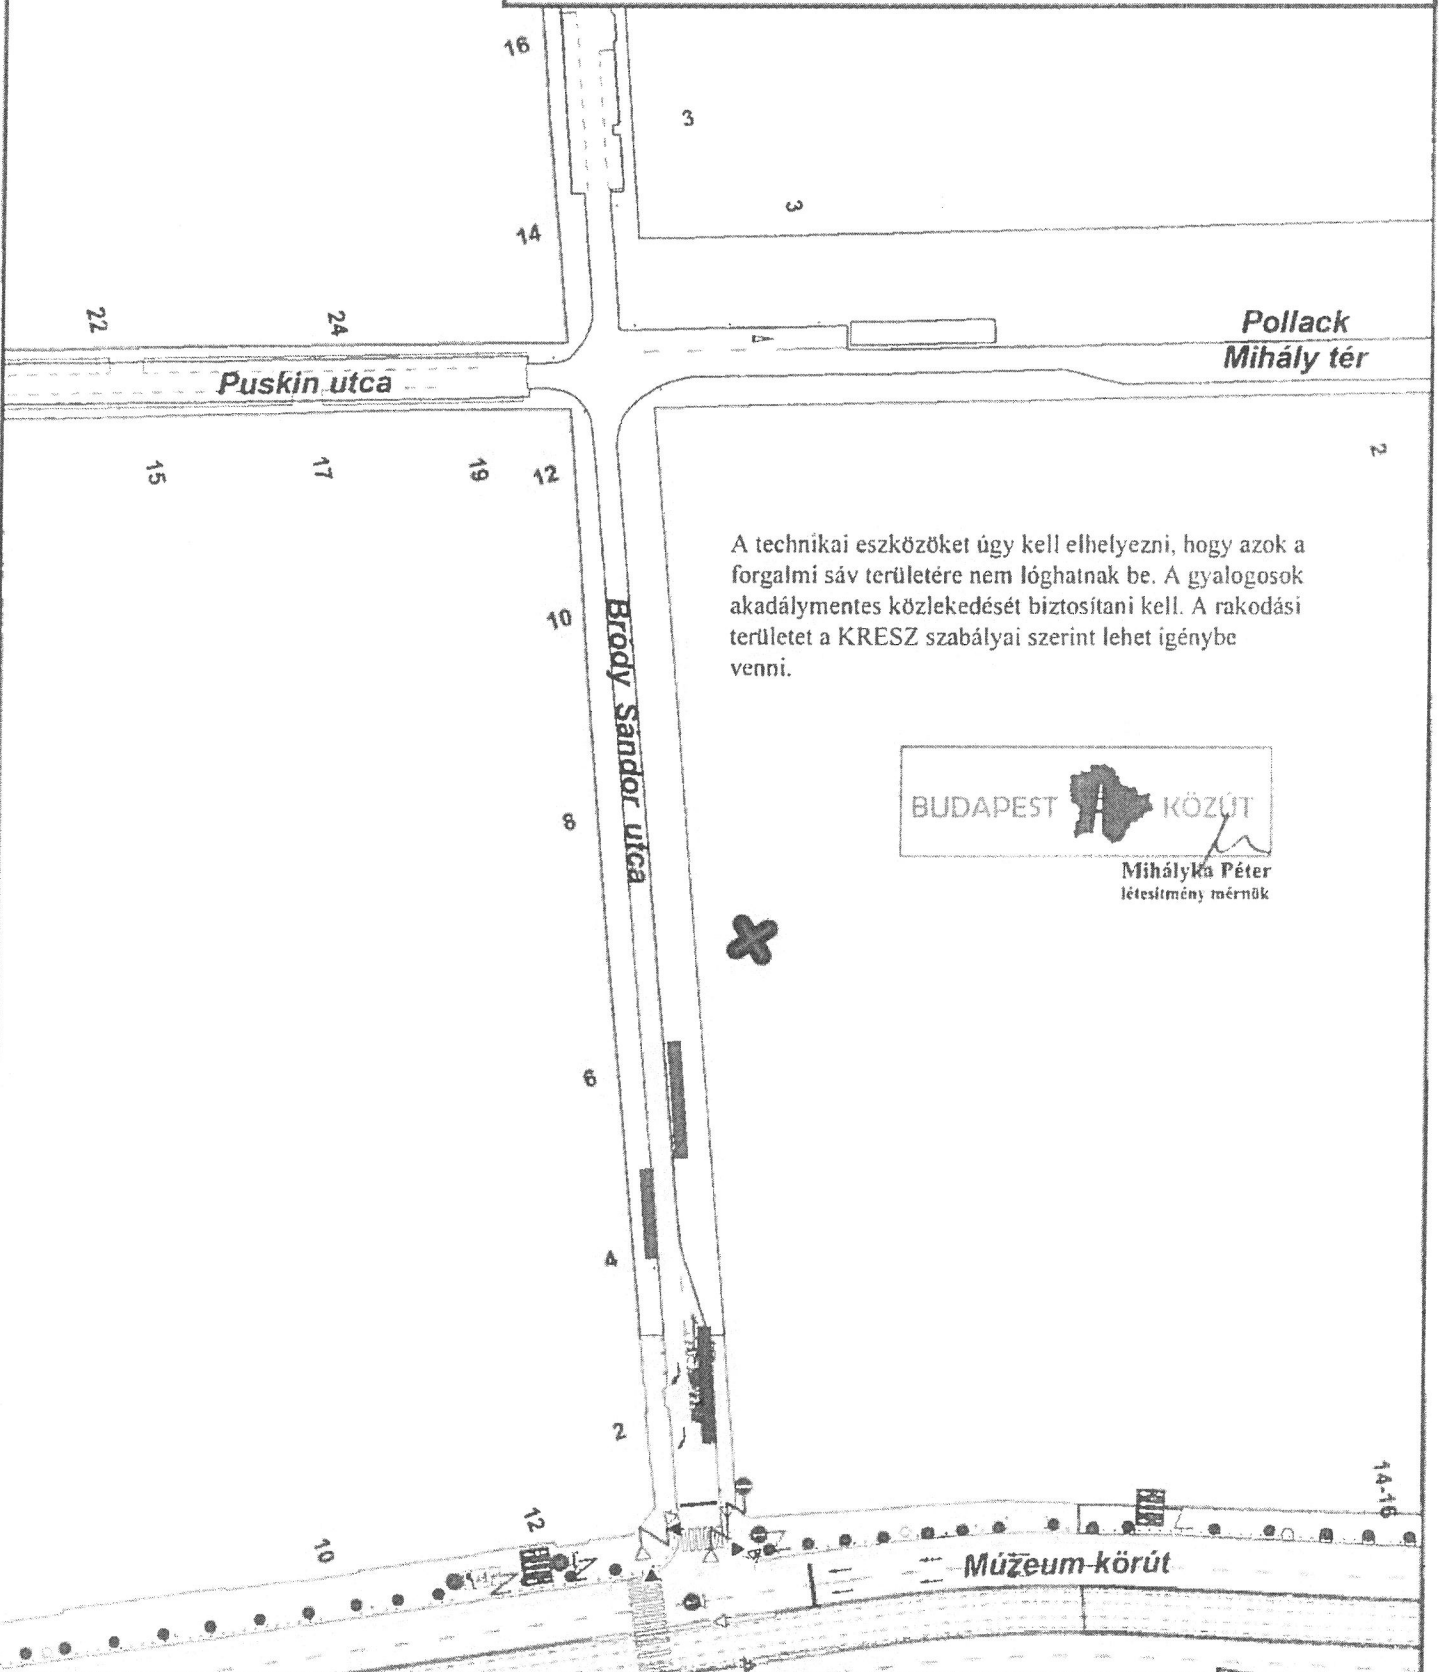 16
3
3
14
22
24
Pollack
Mihály tér
Puskin utca
15
17
19
12
2
A technikai eszközöket úgy kell elhelyezni, hogy azok a
forgalmi sáv területére nem lóghatnak be. A gyalogosok
akadálymentes közlekedését biztosítani kell. A rakodási
területet a KRESZ szabályai szerint lehet igénybe
venni.
10
Bródy Sándor utca
BUDAPEST KÖZÚT
8
Mihályka Péter
létesítmény mérnök
6
4
2
14-16
12
10
Múzeum körút